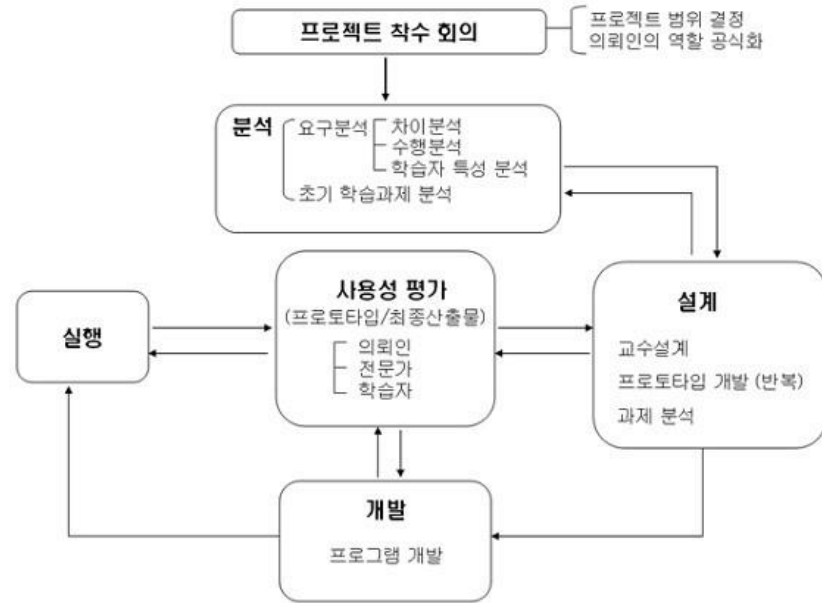 프로젝트 착수 회의
프로젝트 범위 결정
의뢰인의 역할 공식화
분석
요구분석
차이분석
수행분석
학습자 특성 분석
초기 학습과제 분석
사용성 평가
(프로토타입/최종산출물)
의뢰인
전문가
학습자
실행
설계
교수설계
프로토타입 개발 (반복)
과제 분석
개발
프로그램 개발